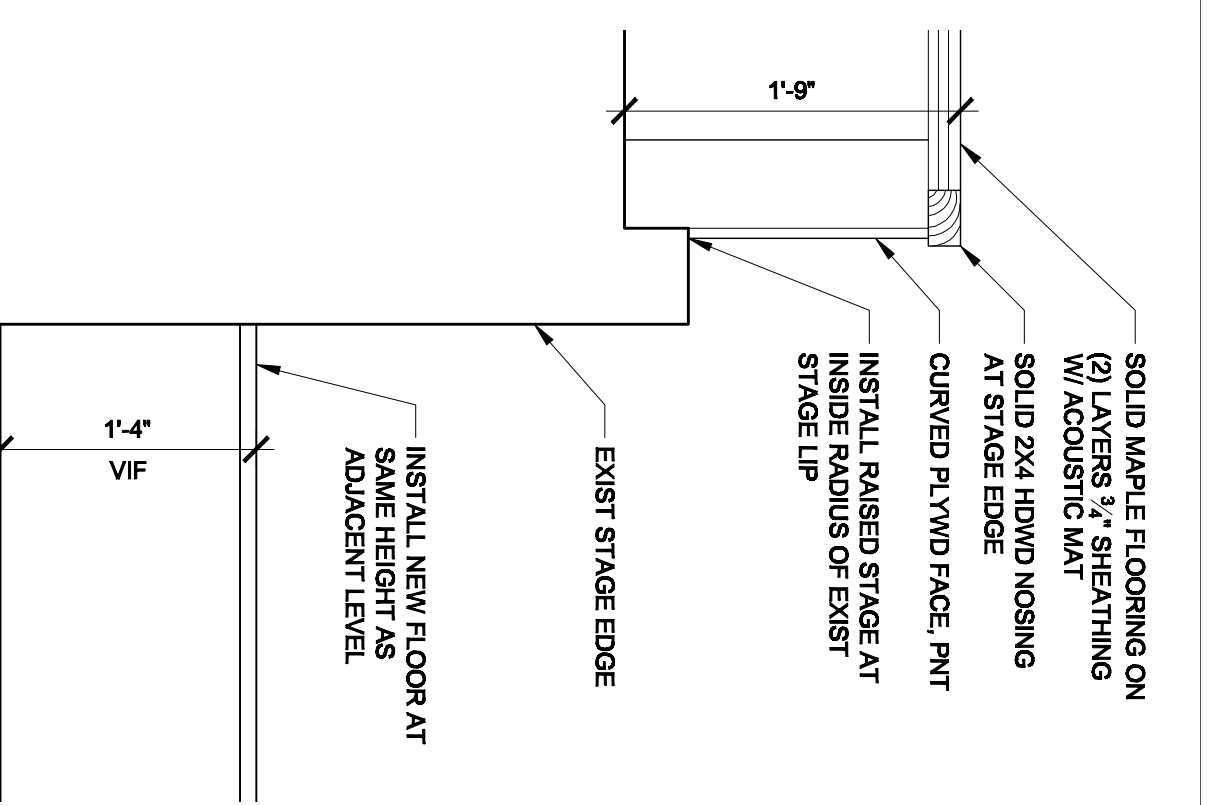 SOLID MAPLE FLOORING ON
(2) LAYERS 3/4" SHEATHING
W/ ACOUSTIC MAT
SOLID 2X4 HDWD NOSING
AT STAGE EDGE
CURVED PLYWD FACE, PNT
INSTALL RAISED STAGE AT
INSIDE RADIUS OF EXIST
STAGE LIP
EXIST STAGE EDGE
INSTALL NEW FLOOR AT
SAME HEIGHT AS
ADJACENT LEVEL
1'-9"
1'-4"
VIF